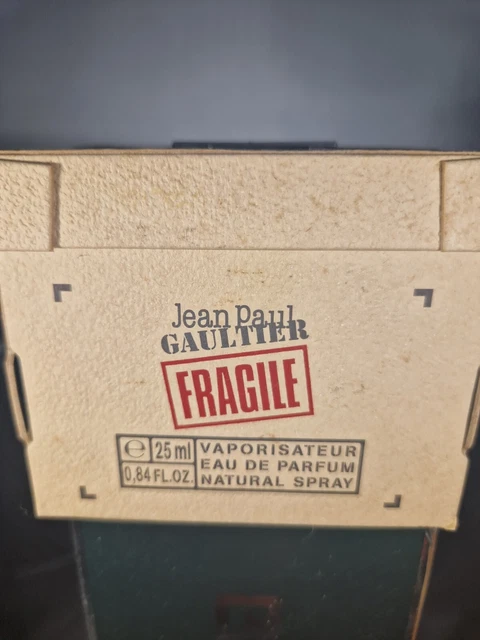 Jean Paul
GAULTIER
FRAGILE
℮ 25 ml
0,84 FL.OZ.
VAPORISATEUR
EAU DE PARFUM
NATURAL SPRAY